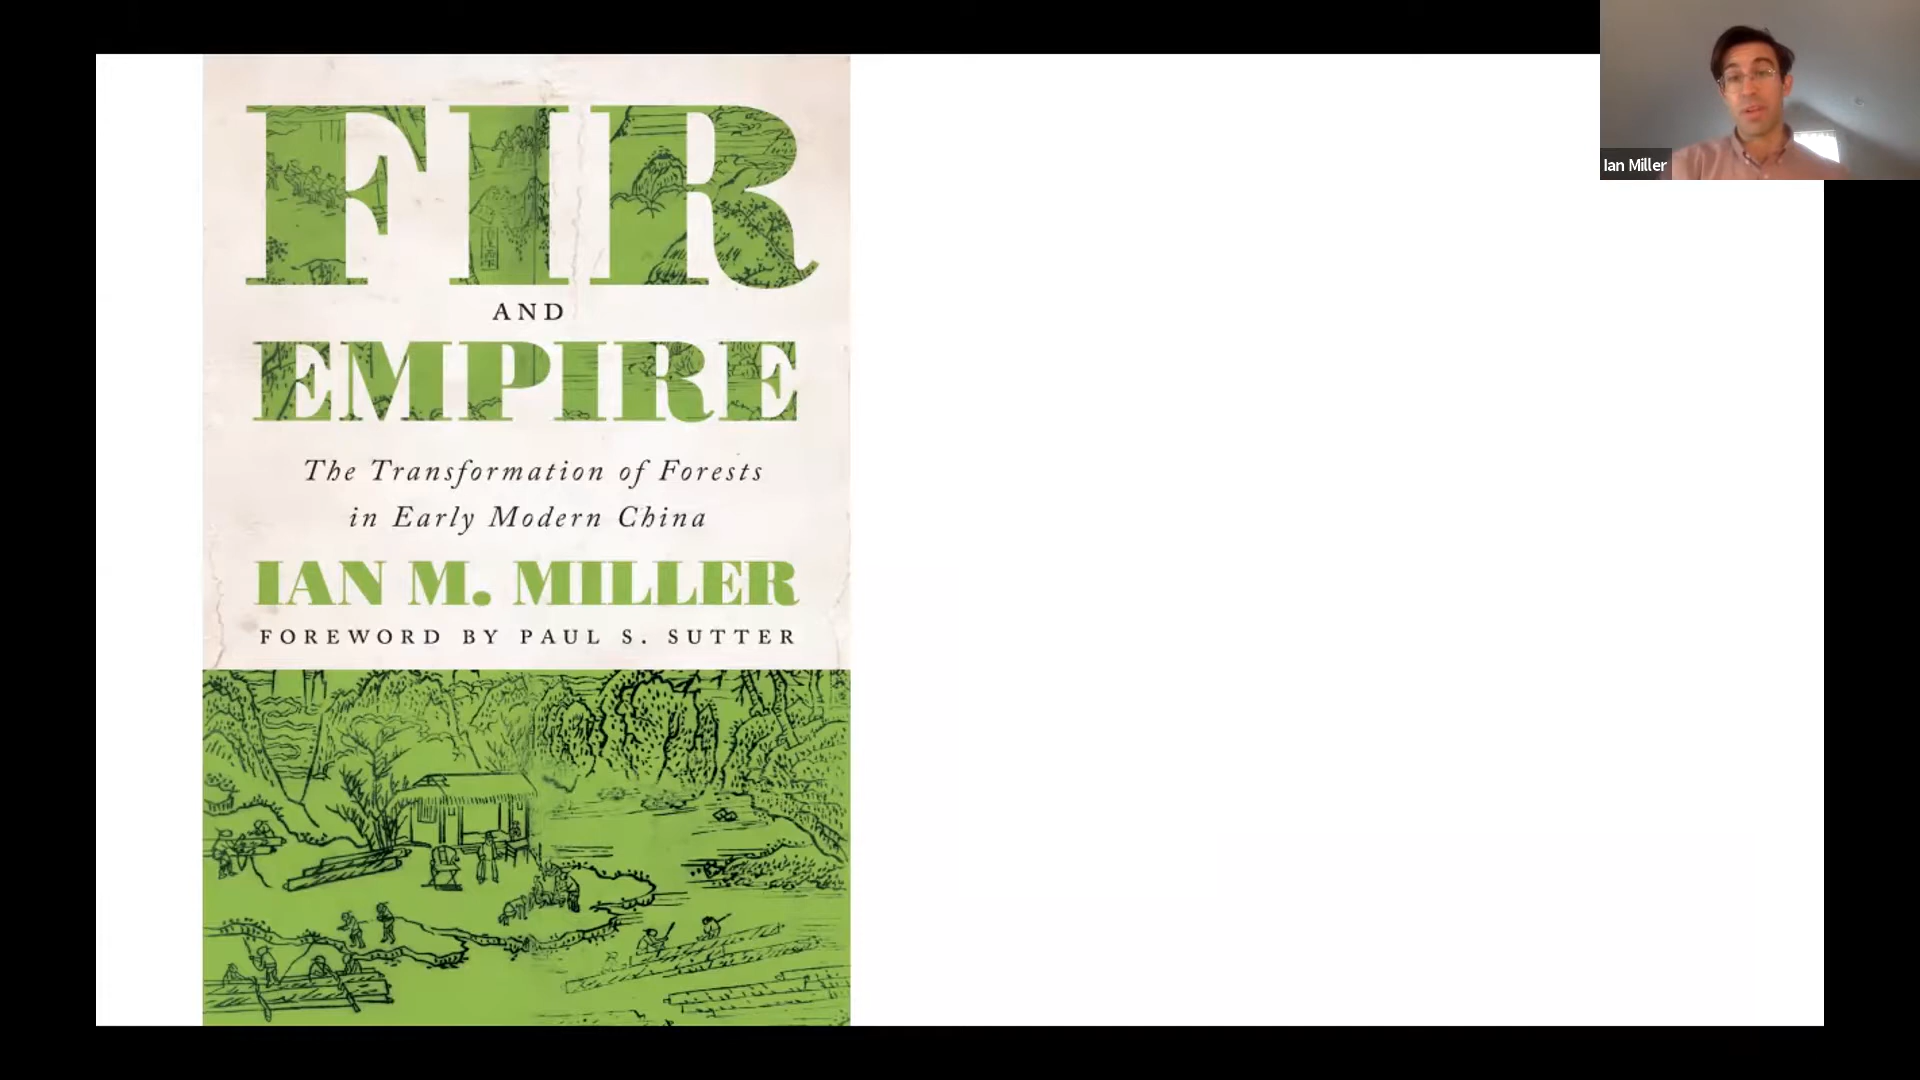 FIR
AND
EMPIRE
The Transformation of Forests
in Early Modern China
IAN M. MILLER
FOREWORD BY PAUL S. SUTTER
Ian Miller